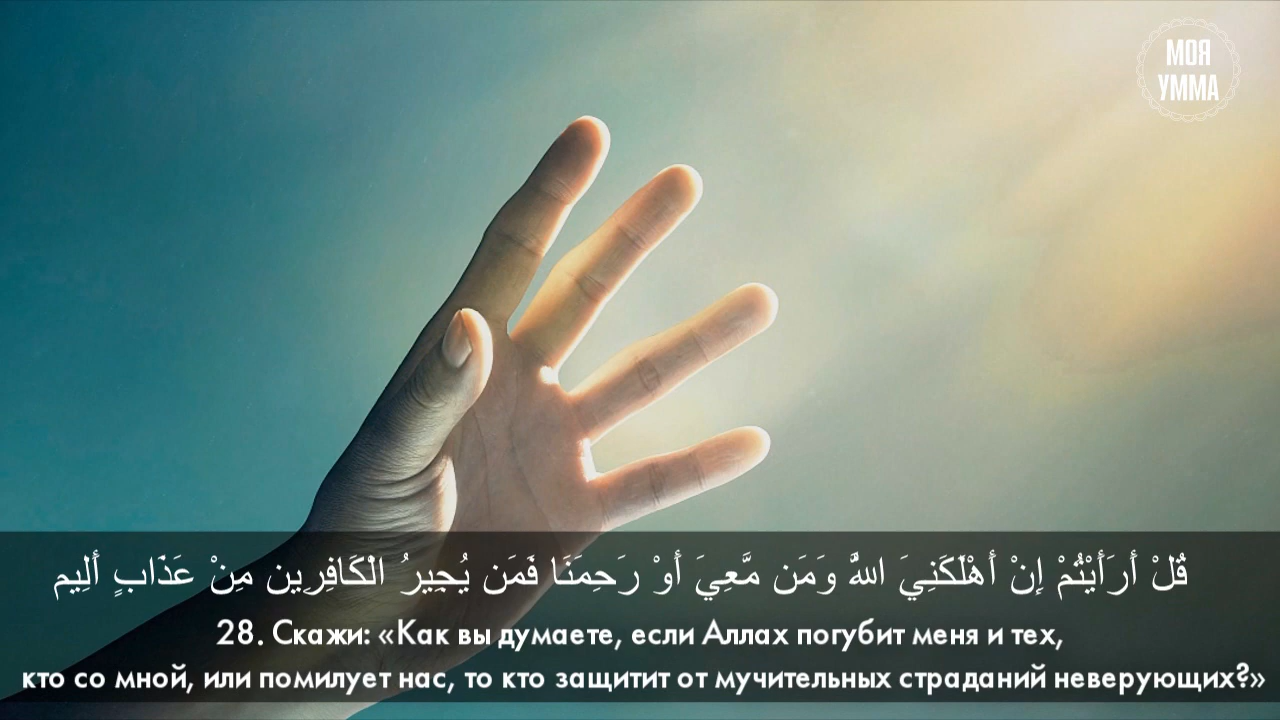 МОЯ
УММА
قُلْ أَرَأَيْتُمْ إِنْ أَهْلَكَنِيَ اللَّهُ وَمَن مَّعِيَ أَوْ رَحِمَنَا فَمَن يُجِيرُ الْكَافِرِين مِنْ عَذَابٍ أَلِيم
28. Скажи: «Как вы думаете, если Аллах погубит меня и тех,
кто со мной, или помилует нас, то кто защитит от мучительных страданий неверующих?»